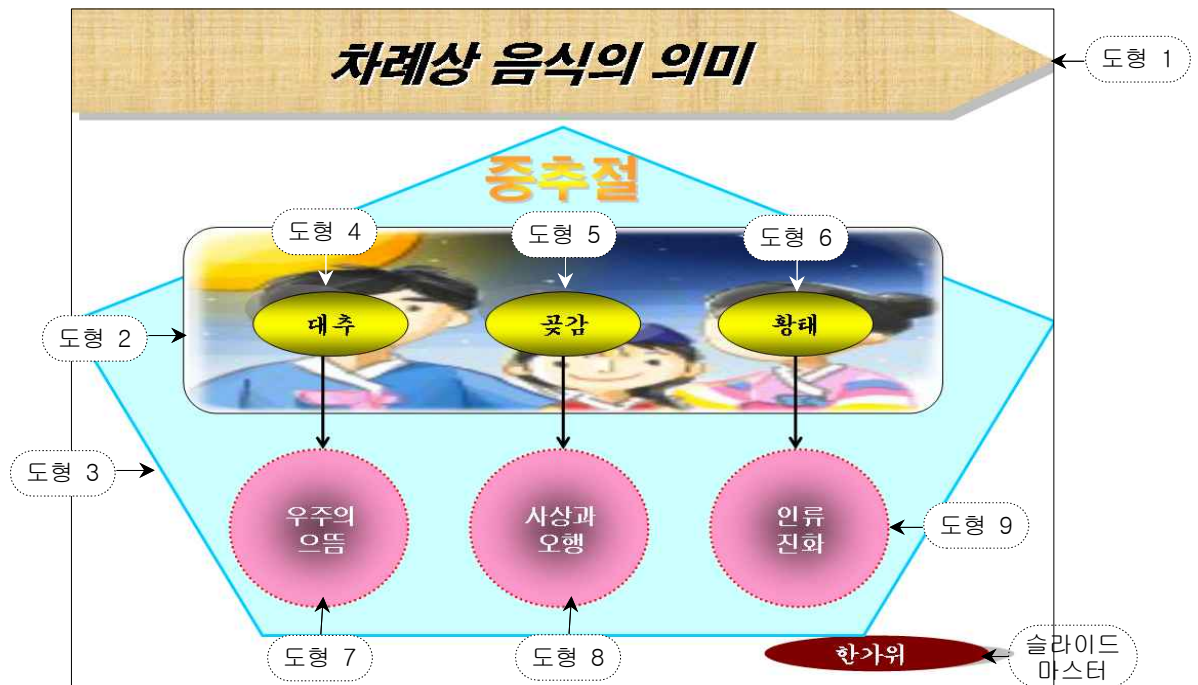 차례상 음식의 의미
도형 1
중추절
도형 4
도형 5
도형 6
대추
곶감
황태
도형 2
도형 3
우주의
으뜸
사상과
오행
인류
진화
도형 9
도형 7
도형 8
한가위
슬라이드
마스터